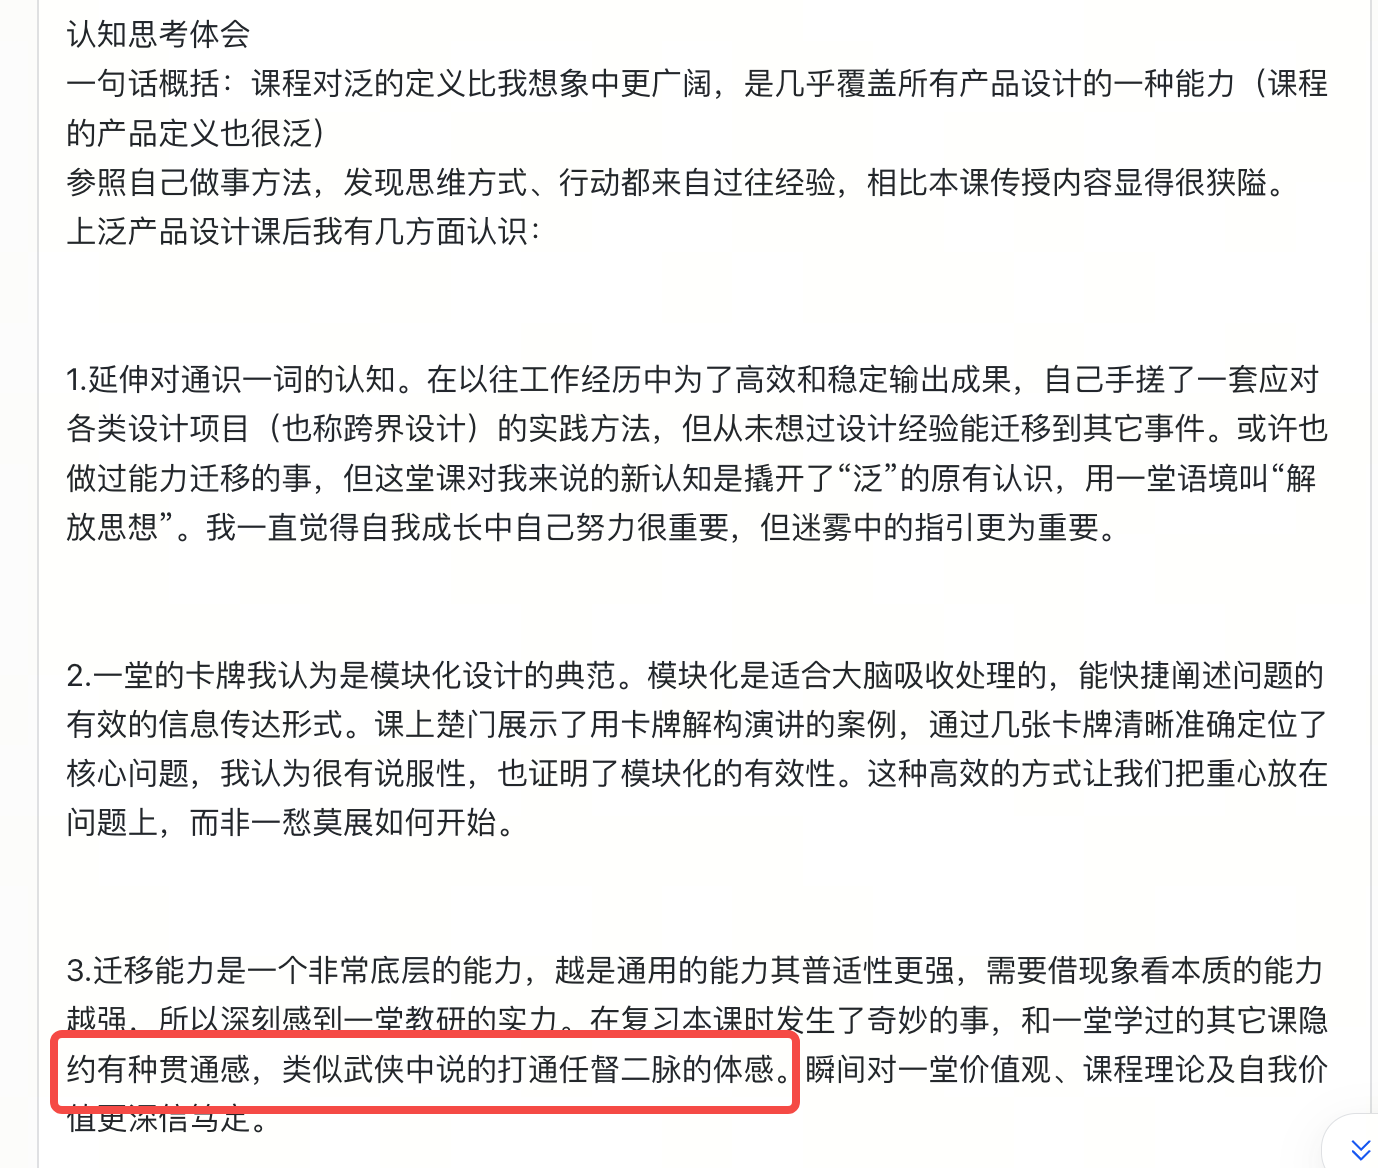 认知思考体会
一句话概括：课程对泛的定义比我想象中更广阔，是几乎覆盖所有产品设计的一种能力（课程
的产品定义也很泛）
参照自己做事方法，发现思维方式、行动都来自过往经验，相比本课传授内容显得很狭隘。
上泛产品设计课后我有几方面认识：
1.延伸对通识一词的认知。在以往工作经历中为了高效和稳定输出成果，自己手搓了一套应对
各类设计项目（也称跨界设计）的实践方法，但从未想过设计经验能迁移到其它事件。或许也
做过能力迁移的事，但这堂课对我来说的新认知是撬开了“泛”的原有认识，用一堂语境叫“解
放思想”。我一直觉得自我成长中自己努力很重要，但迷雾中的指引更为重要。
2.一堂的卡牌我认为是模块化设计的典范。模块化是适合大脑吸收处理的，能快捷阐述问题的
有效的信息传达形式。课上楚门展示了用卡牌解构演讲的案例，通过几张卡牌清晰准确定位了
核心问题，我认为很有说服性，也证明了模块化的有效性。这种高效的方式让我们把重心放在
问题上，而非一愁莫展如何开始。
3.迁移能力是一个非常底层的能力，越是通用的能力其普适性更强，需要借现象看本质的能力
越强，所以深刻感到一堂教研的实力。在复习本课时发生了奇妙的事，和一堂学过的其它课隐
约有种贯通感，类似武侠中说的打通任督二脉的体感。瞬间对一堂价值观、课程理论及自我价
值更深信笃定。